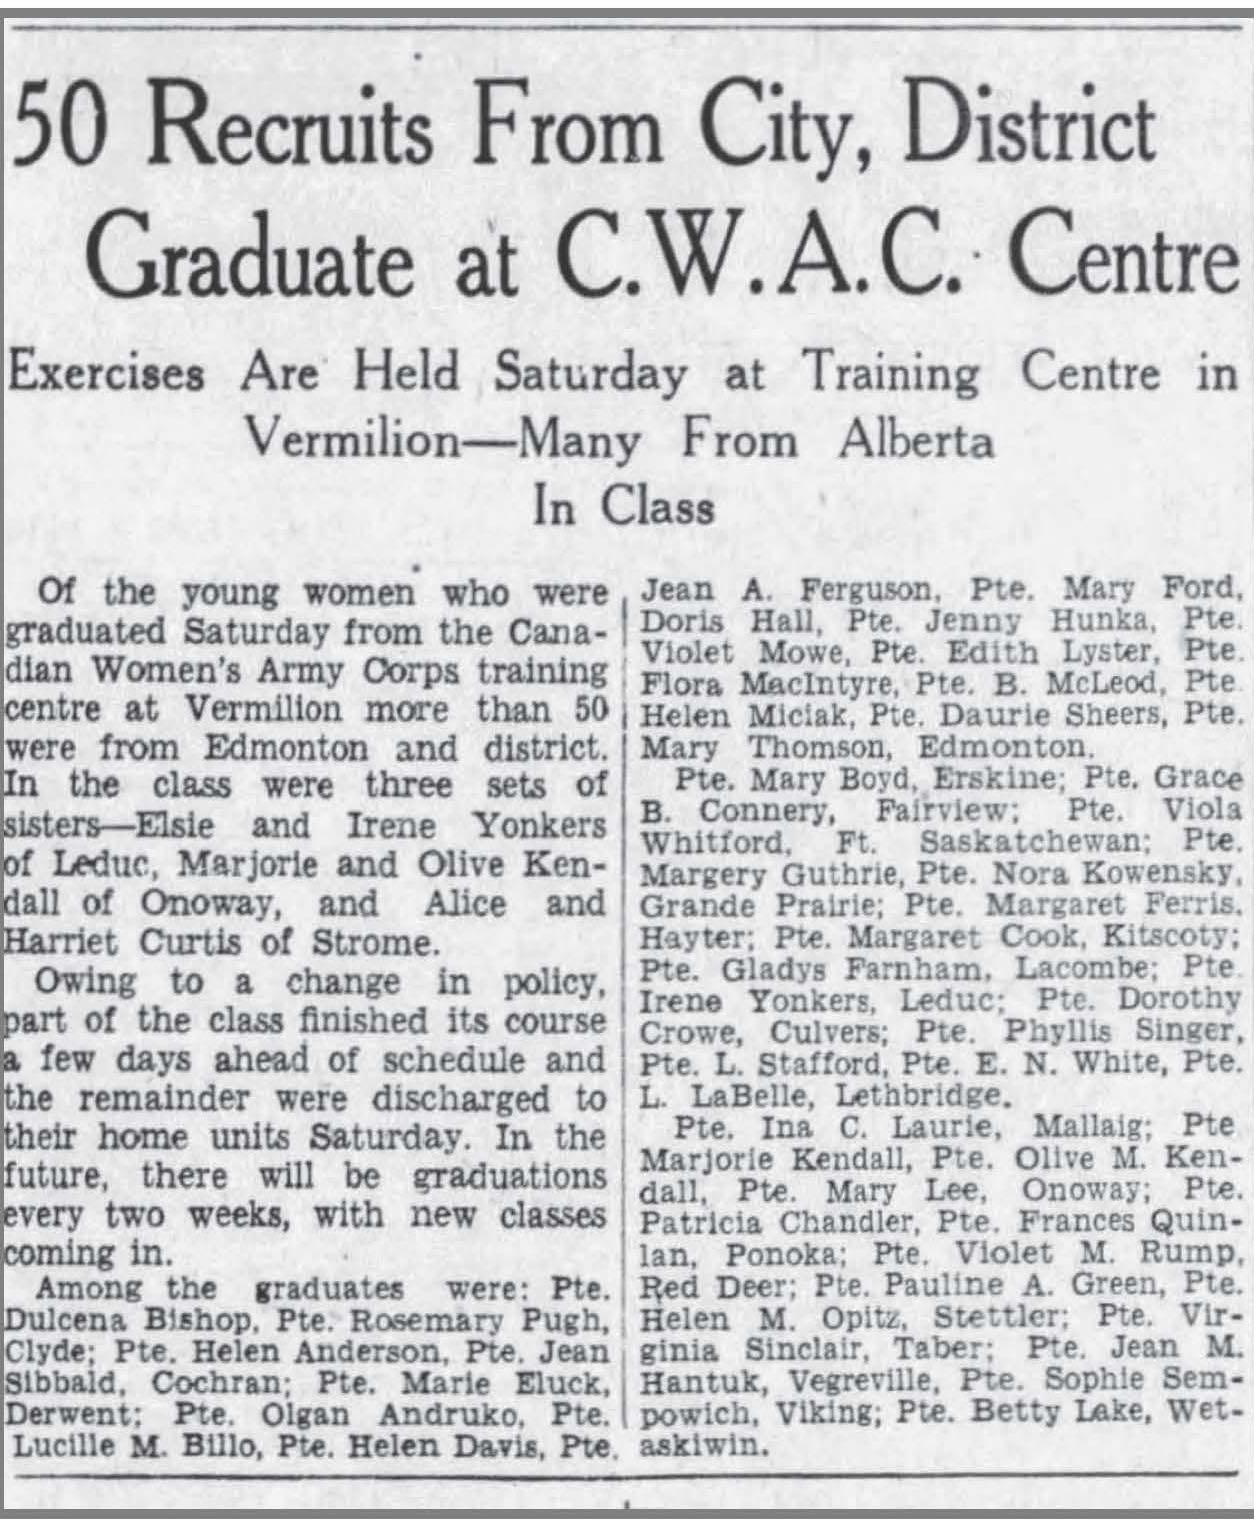 50 Recruits From City, District
Graduate at C.W.A.C. Centre
Exercises Are Held Saturday at Training Centre in
Vermilion—Many From Alberta
In Class
Of the young women who were
graduated Saturday from the Cana-
dian Women's Army Corps training
centre at Vermilion more than 50
were from Edmonton and district.
In the class were three sets of
sisters—Elsie and Irene Yonkers
of Leduc, Marjorie and Olive Ken-
dall of Onoway, and Alice and
Harriet Curtis of Strome.
Owing to a change in policy,
part of the class finished its course
a few days ahead of schedule and
the remainder were discharged to
their home units Saturday. In the
future, there will be graduations
every two weeks, with new classes
coming in.
Among the graduates were: Pte.
Dulcena Bishop, Pte. Rosemary Pugh,
Clyde; Pte. Helen Anderson, Pte. Jean
Sibbald, Cochran; Pte. Marie Eluck,
Derwent; Pte. Olgan Andruko, Pte.
Lucille M. Billo, Pte. Helen Davis, Pte.
Jean A. Ferguson, Pte. Mary Ford,
Doris Hall, Pte. Jenny Hunka, Pte.
Violet Mowe, Pte. Edith Lyster, Pte.
Flora MacIntyre, Pte. B. McLeod, Pte.
Helen Miciak, Pte. Daurie Sheers, Pte.
Mary Thomson, Edmonton.
Pte. Mary Boyd, Erskine; Pte. Grace
B. Connery, Fairview; Pte. Viola
Whitford, Ft. Saskatchewan; Pte.
Margery Guthrie, Pte. Nora Kowensky,
Grande Prairie; Pte. Margaret Ferris,
Hayter; Pte. Margaret Cook, Kitscoty;
Pte. Gladys Farnham, Lacombe; Pte.
Irene Yonkers, Leduc; Pte. Dorothy
Crowe, Culvers; Pte. Phyllis Singer,
Pte. L. Stafford, Pte. E. N. White, Pte.
L. LaBelle, Lethbridge.
Pte. Ina C. Laurie, Mallaig; Pte
Marjorie Kendall, Pte. Olive M. Ken-
dall, Pte. Mary Lee, Onoway; Pte.
Patricia Chandler, Pte. Frances Quin-
lan, Ponoka; Pte. Violet M. Rump,
Red Deer; Pte. Pauline A. Green, Pte.
Helen M. Opitz, Stettler; Pte. Vir-
ginia Sinclair, Taber; Pte. Jean M.
Hantuk, Vegreville, Pte. Sophie Sem-
powich, Viking; Pte. Betty Lake, Wet-
askiwin.